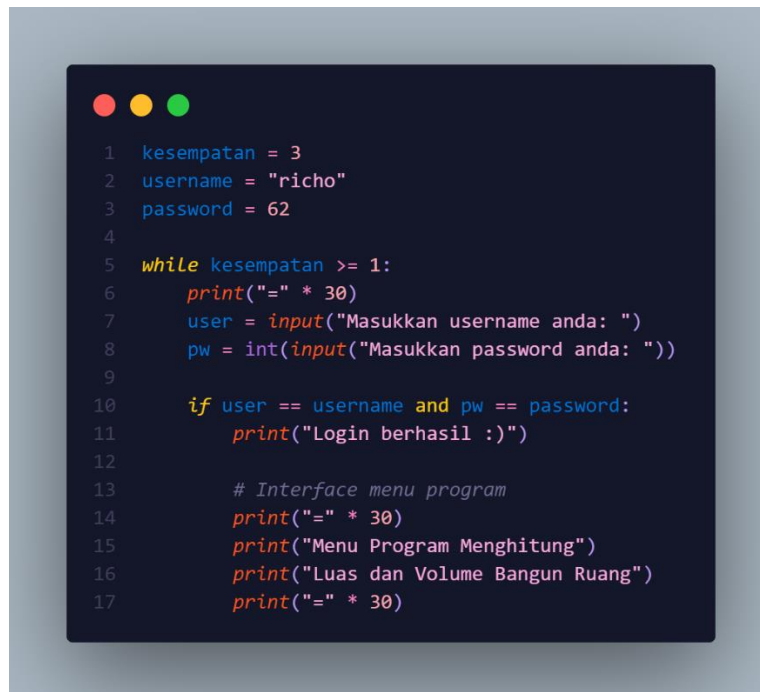 1 kesempatan = 3
2 username = "richo"
3 password = 62
4
5 while kesempatan >= 1:
6     print("=" * 30)
7     user = input("Masukkan username anda: ")
8     pw = int(input("Masukkan password anda: "))
9
10     if user == username and pw == password:
11         print("Login berhasil :)")
12
13         # Interface menu program
14         print("=" * 30)
15         print("Menu Program Menghitung")
16         print("Luas dan Volume Bangun Ruang")
17         print("=" * 30)